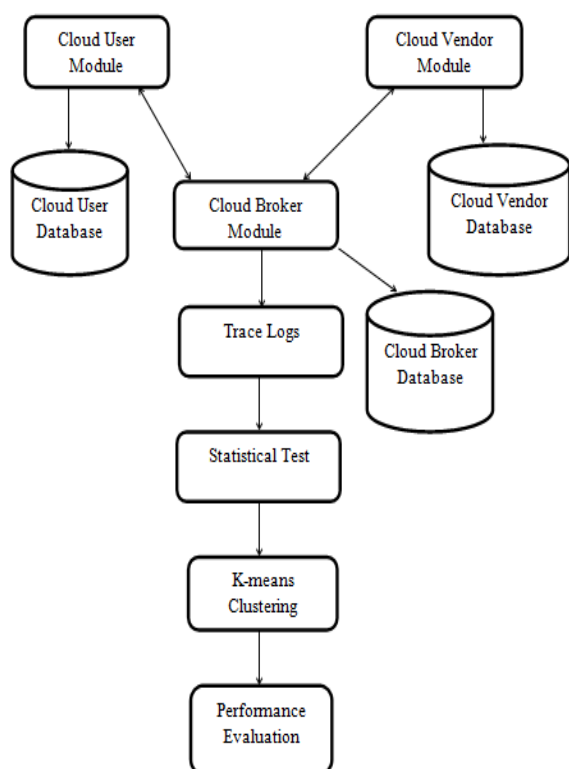 Cloud User
Module
Cloud Vendor
Module
Cloud User
Database
Cloud Broker
Module
Cloud Vendor
Database
Trace Logs
Cloud Broker
Database
Statistical Test
K-means
Clustering
Performance
Evaluation